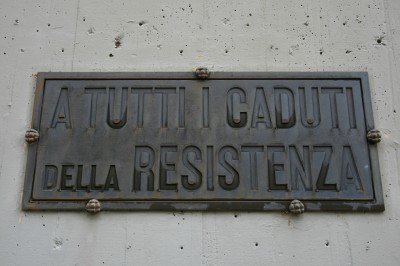 A TUTTI I CADUTI
DELLA RESISTENZA